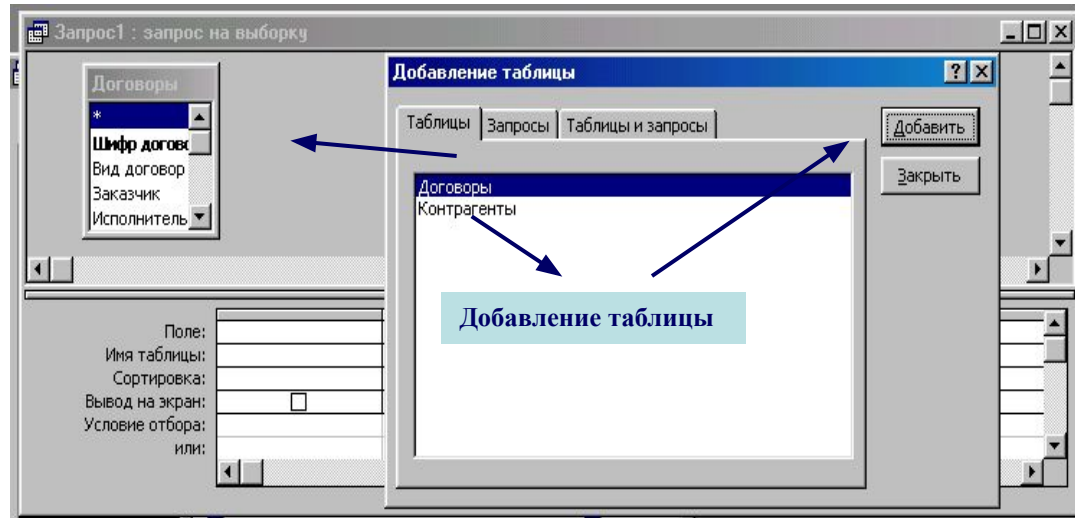 Запрос1 : запрос на выборку
Договоры
*
Шифр догово
Вид договор
Заказчик
Исполнитель
Добавление таблицы
Таблицы Запросы Таблицы и запросы
Договоры
Контрагенты
Добавить
Закрыть
Добавление таблицы
Поле:
Имя таблицы:
Сортировка:
Вывод на экран:
Условие отбора:
или: